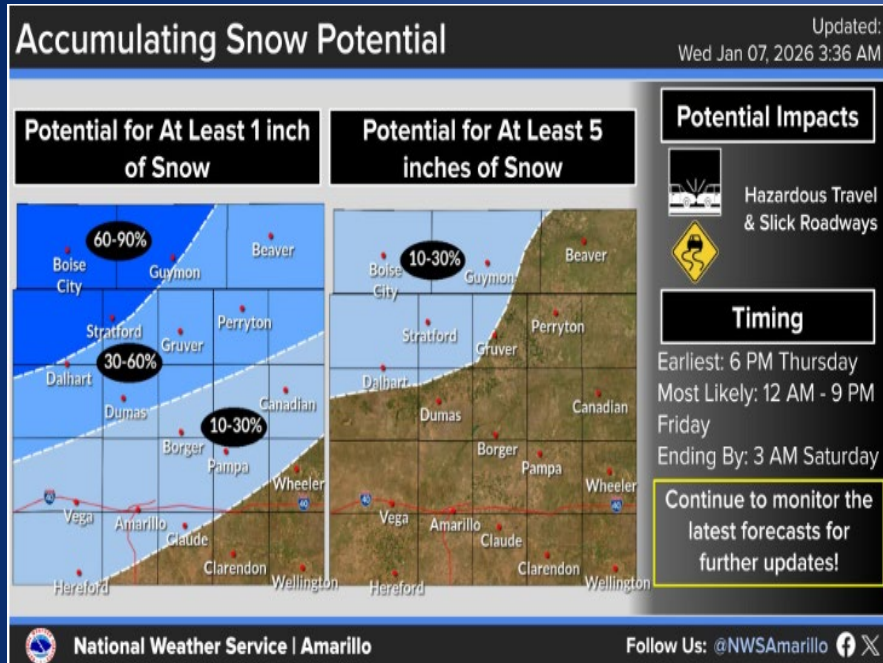 Accumulating Snow Potential
Updated:
Wed Jan 07, 2026 3:36 AM
Potential for At Least 1 inch
of Snow
60-90%
Boise
City
Guymon
Beaver
Stratford
Gruver
Perryton
30-60%
Dalhart
Dumas
Canadian
10-30%
Borger
Pampa
Wheeler
40
40
Vega
Amarillo
Claude
Clarendon
Hereford
Wellington
Potential for At Least 5
inches of Snow
10-30%
Boise
City
Guymon
Beaver
Stratford
Gruver
Perryton
Dalhart
Dumas
Canadian
Borger
Pampa
Wheeler
40
40
Vega
Amarillo
Claude
Clarendon
Hereford
Wellington
Potential Impacts
Hazardous Travel
& Slick Roadways
Timing
Earliest: 6 PM Thursday
Most Likely: 12 AM - 9 PM
Friday
Ending By: 3 AM Saturday
Continue to monitor the
latest forecasts for
further updates!
National Weather Service | Amarillo
Follow Us: @NWSAmarillo